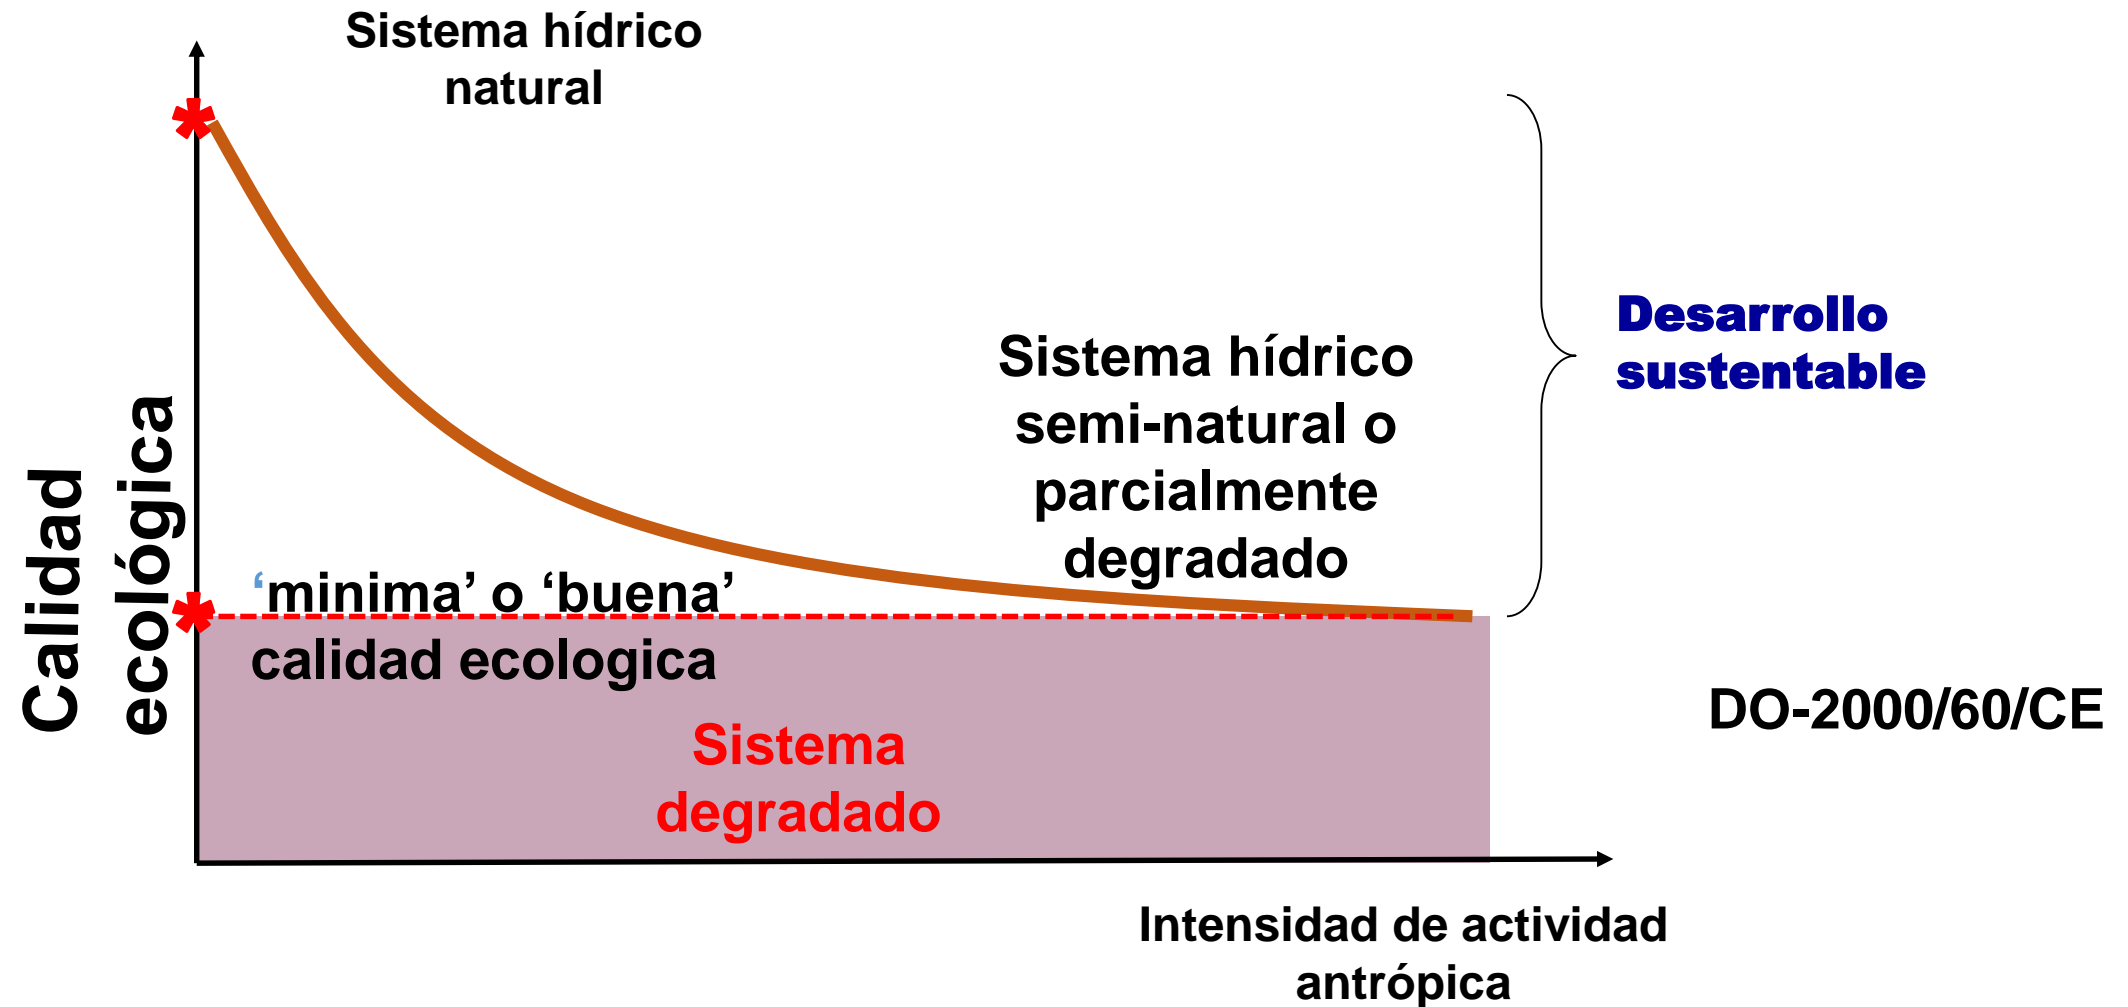 Sistema hídrico
natural
Calidad
ecológica
Sistema hídrico
semi-natural o
parcialmente
degradado
Desarrollo
sustentable
‘minima’ o ‘buena’
calidad ecologica
Sistema
degradado
DO-2000/60/CE
Intensidad de actividad
antrópica